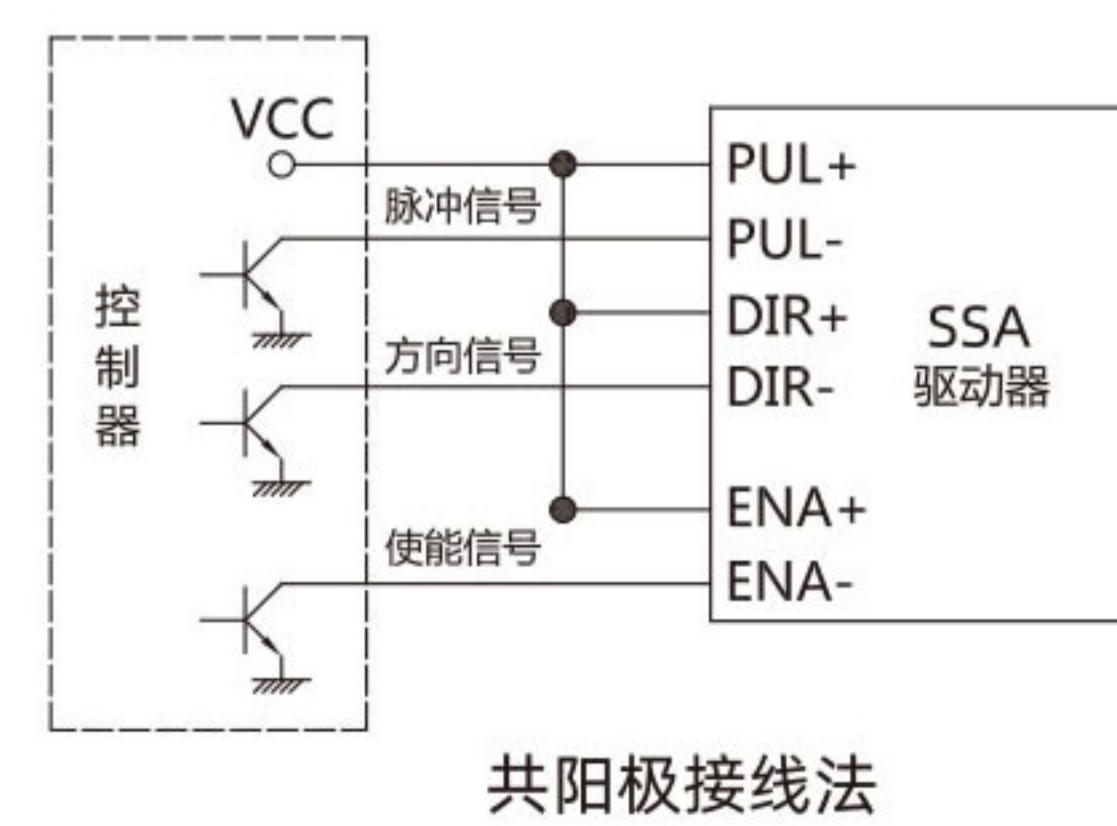 VCC
脉冲信号
方向信号
使能信号
控制器
PUL+
PUL-
DIR+
DIR-
ENA+
ENA-
SSA
驱动器
共阳极接线法